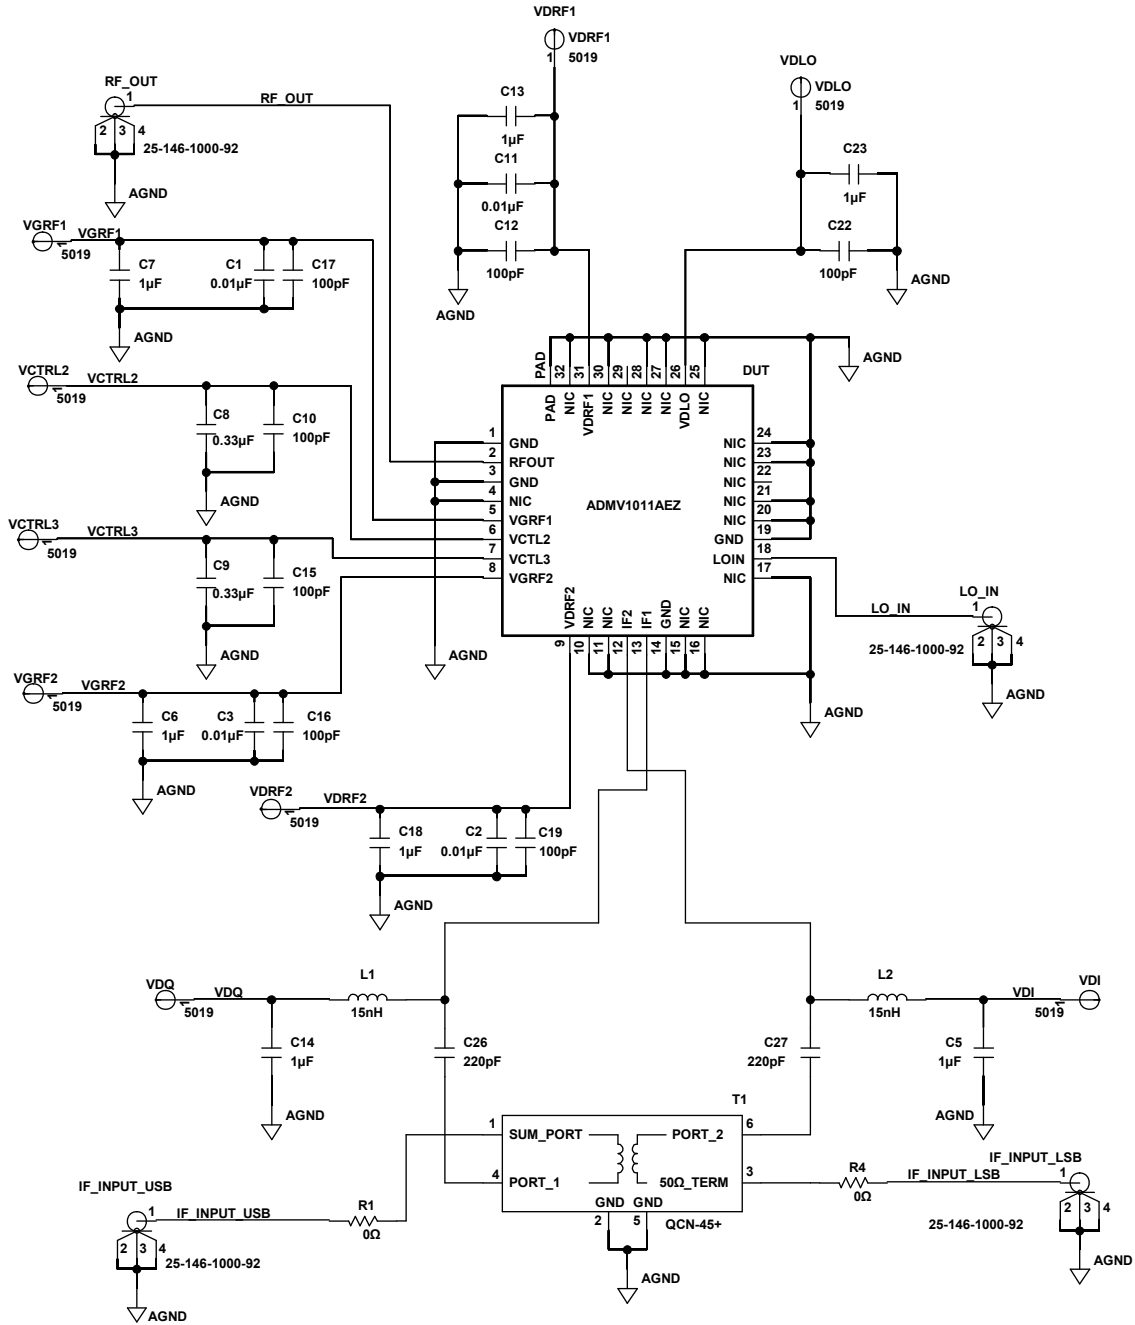 VDRF1
VDRF1
1
5019
VDLO
VDLO
1
5019
RF_OUT
1
RF_OUT
2 3 4
25-146-1000-92
AGND
C13
1µF
C11
0.01µF
C12
100pF
AGND
C23
1µF
C22
100pF
AGND
VGRF1
VGRF1
1
5019
C7
1µF
C1
0.01µF
C17
100pF
AGND
VCTRL2
VCTRL2
1
5019
C8
0.33µF
C10
100pF
AGND
VCTRL3
VCTRL3
1
5019
C9
0.33µF
C15
100pF
AGND
VGRF2
VGRF2
1
5019
C6
1µF
C3
0.01µF
C16
100pF
AGND
AGND
DUT
PAD 32 31 30 29 28 27 26 25
PAD NIC VDRF1 NIC NIC NIC NIC VDLO NIC
AGND
1 GND
2 RFOUT
3 GND
4 NIC
5 VGRF1
6 VCTL2
7 VCTL3
8 VGRF2
ADMV1011AEZ
NIC 24
NIC 23
NIC 22
NIC 21
NIC 20
GND 19
LOIN 18
NIC 17
VDRF2 NIC NIC IF2 IF1 GND NIC NIC
9 10 11 12 13 14 15 16
AGND
LO_IN
LO_IN
1
2 3 4
25-146-1000-92
AGND
VDRF2
VDRF2
1
5019
C18
1µF
C2
0.01µF
C19
100pF
AGND
VDQ
VDQ
1
5019
L1
15nH
C14
1µF
AGND
C26
220pF
L2
15nH
VDI
VDI
1
5019
C27
220pF
C5
1µF
AGND
T1
1
SUM_PORT
PORT_2
6
4
PORT_1
50Ω_TERM
3
GND GND
2 5
QCN-45+
AGND
IF_INPUT_USB
1
IF_INPUT_USB
R1
0Ω
2 3 4
25-146-1000-92
AGND
R4
0Ω
IF_INPUT_LSB
IF_INPUT_LSB
1
2 3 4
25-146-1000-92
AGND